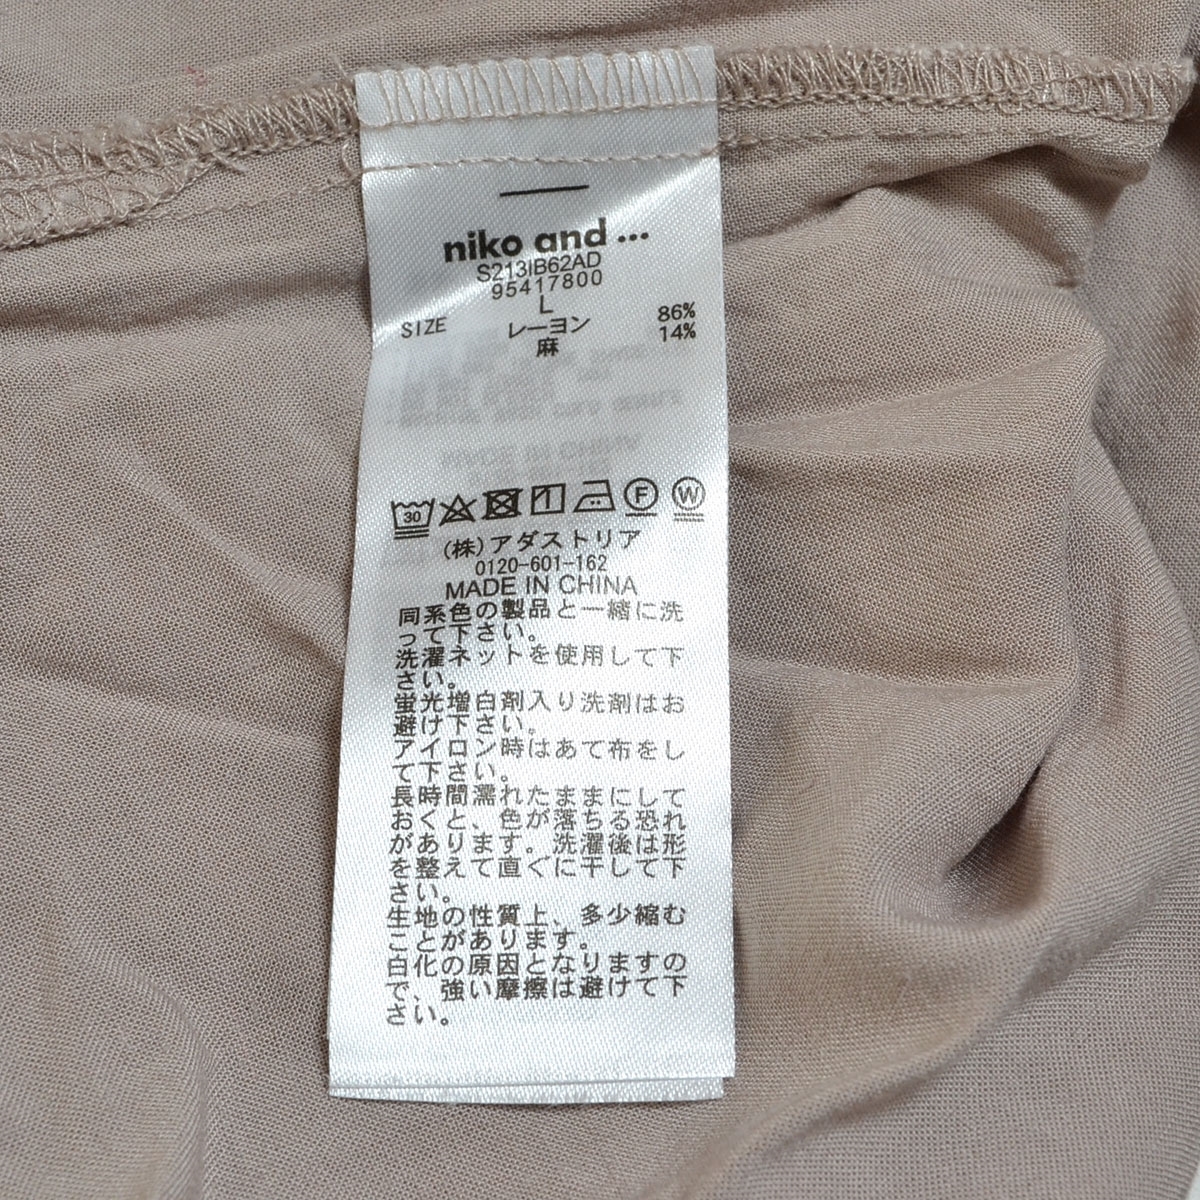 niko and ...
S213IB62AD
95417800
SIZE L
レーヨン 86%
麻 14%
30 F W
(株)アダストリア
0120-601-162
MADE IN CHINA
同系色の製品と一緒に洗
って下さい。
洗濯ネットを使用して下
さい。
蛍光増白剤入り洗剤はお
避け下さい。
アイロン時はあて布をし
て下さい。
長時間濡れたままにして
おくと、色が落ちる恐れ
があります。洗濯後は形
を整えて直ぐに干して下
さい。
生地の性質上、多少縮む
ことがあります。
白化の原因となりますの
で、強い摩擦は避けて下
さい。